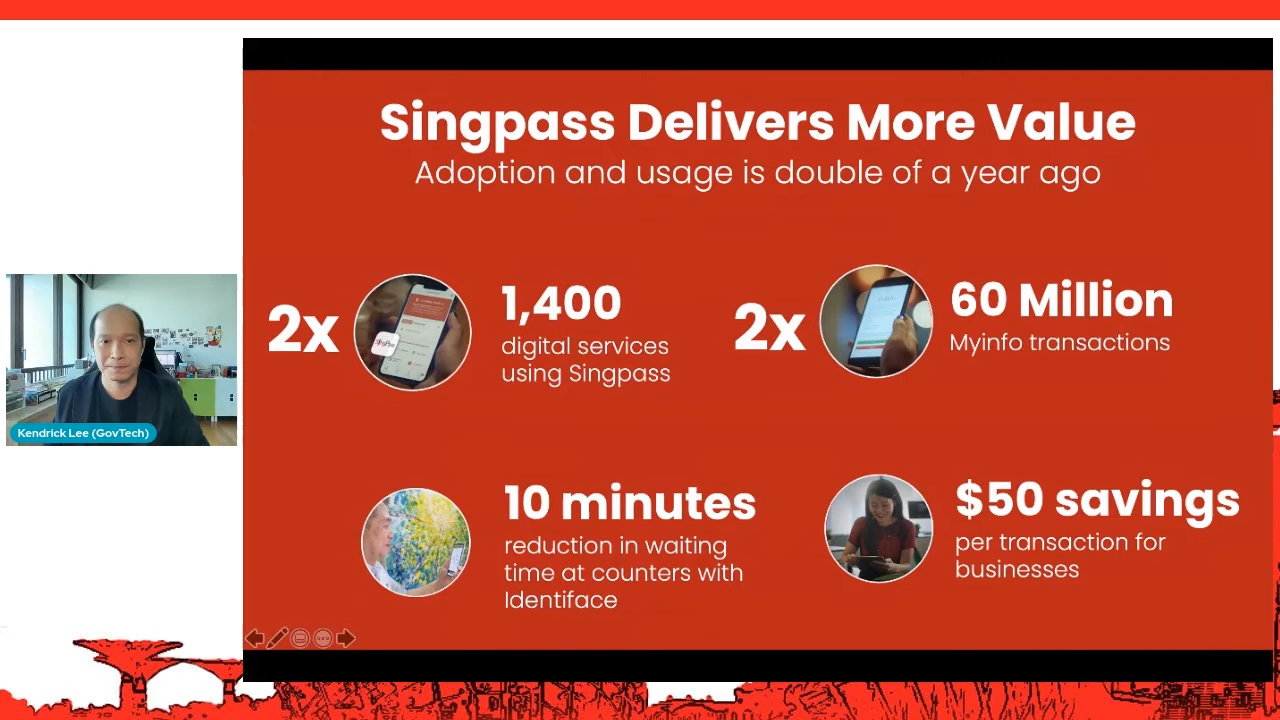 Singpass Delivers More Value
Adoption and usage is double of a year ago
2x
1,400
digital services
using Singpass
2x
60 Million
Myinfo transactions
10 minutes
reduction in waiting
time at counters with
Identiface
$50 savings
per transaction for
businesses
Kendrick Lee (GovTech)